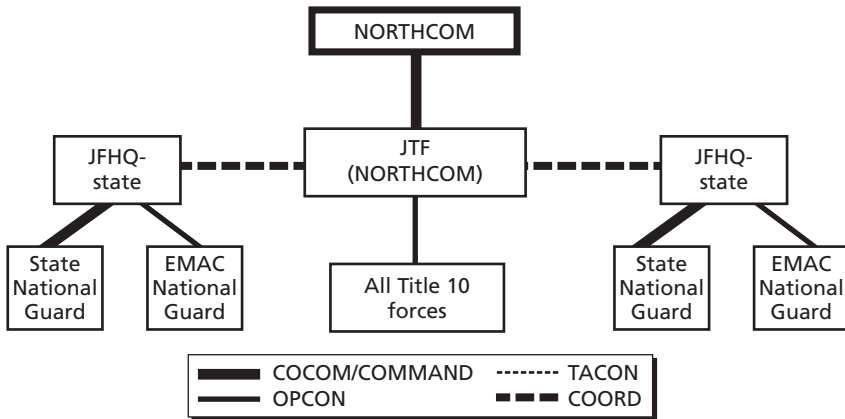 NORTHCOM
JFHQ-
state
JTF
(NORTHCOM)
JFHQ-
state
State
National
Guard
EMAC
National
Guard
All Title 10
forces
State
National
Guard
EMAC
National
Guard
COCOM/COMMAND
TACON
OPCON
COORD